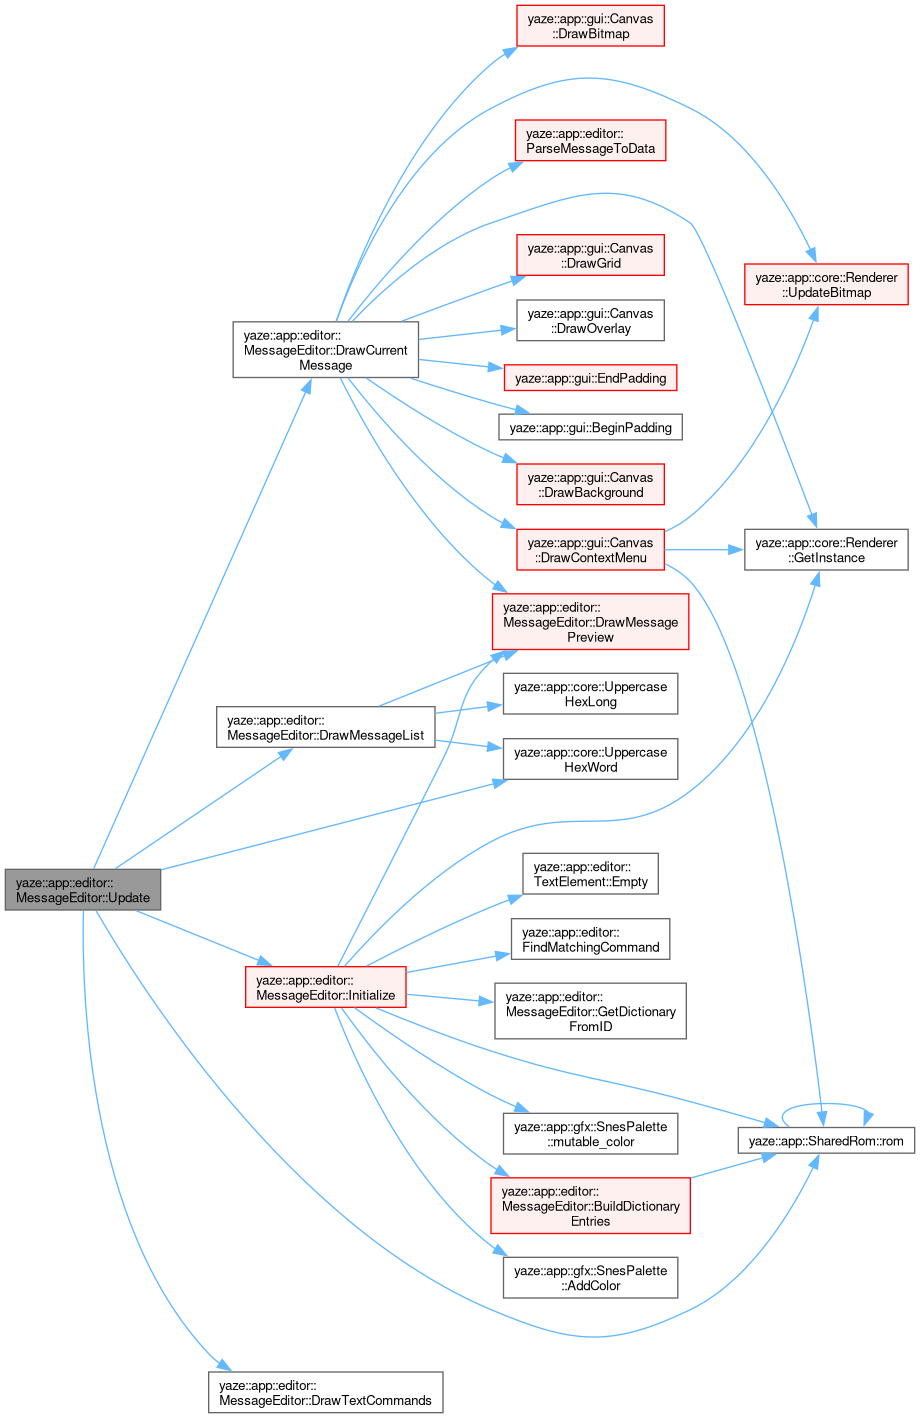 yaze::app::gui::Canvas
::DrawBitmap
yaze::app::editor::
ParseMessageToData
yaze::app::gui::Canvas
::DrawGrid
yaze::app::core::Renderer
::UpdateBitmap
yaze::app::gui::Canvas
::DrawOverlay
yaze::app::editor::
MessageEditor::DrawCurrent
Message
yaze::app::gui::EndPadding
yaze::app::gui::BeginPadding
yaze::app::gui::Canvas
::DrawBackground
yaze::app::gui::Canvas
::DrawContextMenu
yaze::app::core::Renderer
::GetInstance
yaze::app::editor::
MessageEditor::DrawMessage
Preview
yaze::app::core::Uppercase
HexLong
yaze::app::editor::
MessageEditor::DrawMessageList
yaze::app::core::Uppercase
HexWord
yaze::app::editor::
MessageEditor::Update
yaze::app::editor::
TextElement::Empty
yaze::app::editor::
FindMatchingCommand
yaze::app::editor::
MessageEditor::Initialize
yaze::app::editor::
MessageEditor::GetDictionary
FromID
yaze::app::gfx::SnesPalette
::mutable_color
yaze::app::SharedRom::rom
yaze::app::editor::
MessageEditor::BuildDictionary
Entries
yaze::app::gfx::SnesPalette
::AddColor
yaze::app::editor::
MessageEditor::DrawTextCommands